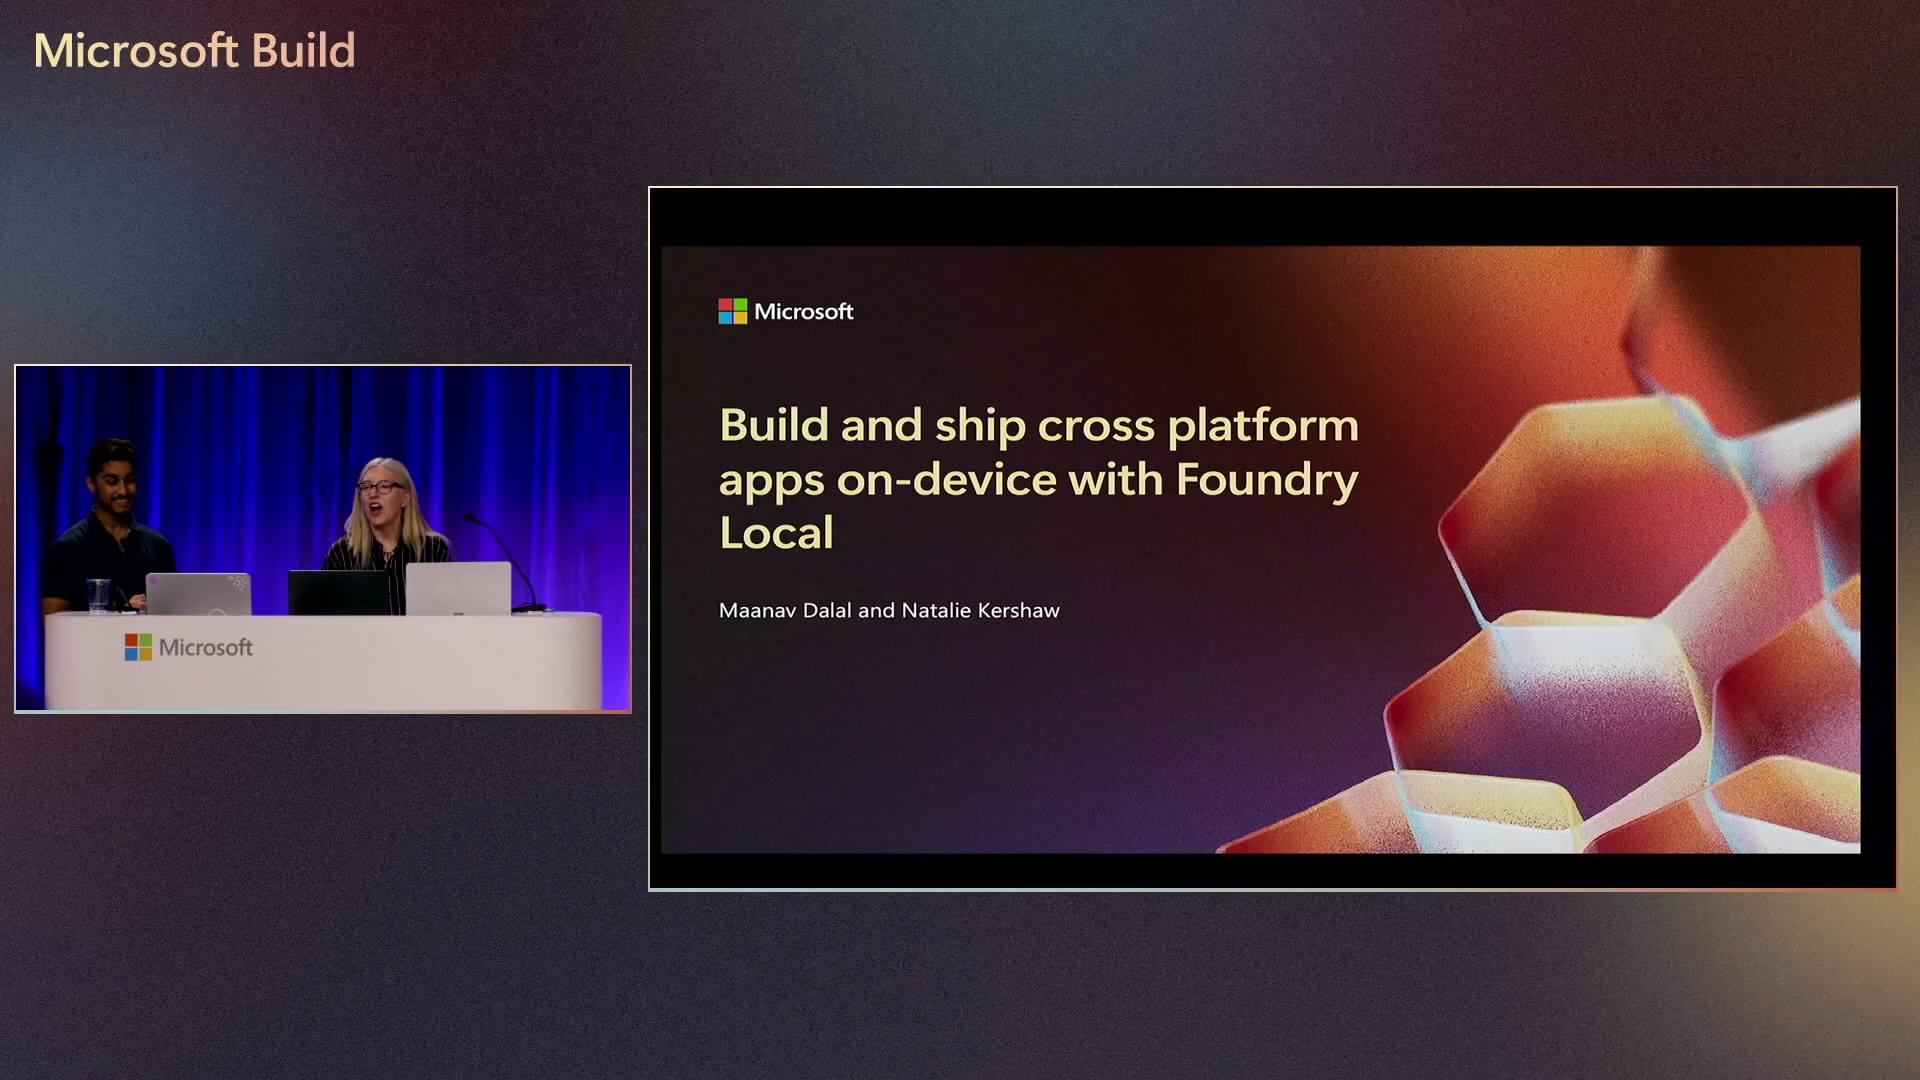 Microsoft Build
Microsoft
Build and ship cross platform
apps on-device with Foundry
Local
Maanav Dalal and Natalie Kershaw
Microsoft